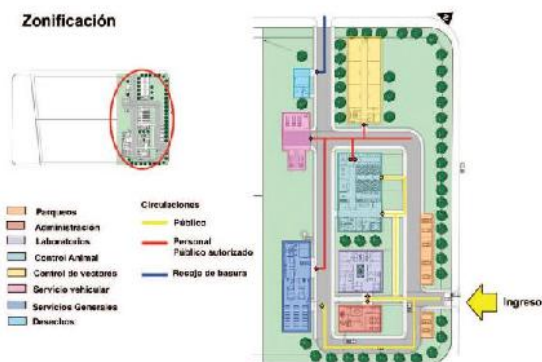 Zonificación
Parqueos
Administración
Laboratorios
Control Animal
Control de vectores
Servicio vehicular
Servicios Generales
Desechos
Circulaciones
Público
Personal
Público autorizado
Recojo de basura
Ingreso